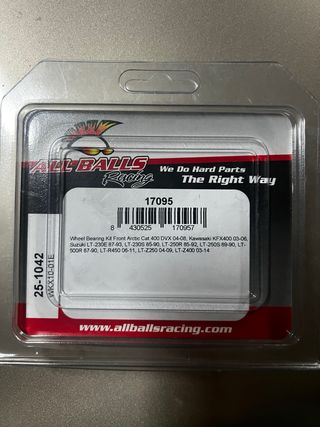 ALL BALLS
Racing
We Do Hard Parts
The Right Way
17095
8 430525 170957
Wheel Bearing Kit Front Arctic Cat 400 DVX 04-08, Kawasaki KFX400 03-06,
Suzuki LT-230E 87-93, LT-230S 85-90, LT-250R 85-92, LT-250S 89-90, LT-
500R 87-90, LT-R450 06-11, LT-Z250 04-09, LT-Z400 03-14
25-1042
WKX10-01E
www.allballsracing.com